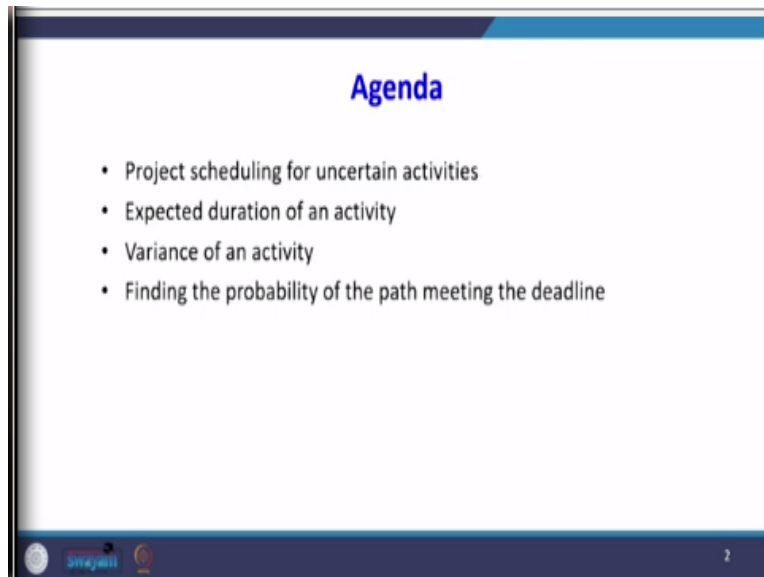 Agenda
• Project scheduling for uncertain activities
• Expected duration of an activity
• Variance of an activity
• Finding the probability of the path meeting the deadline
swayam
2